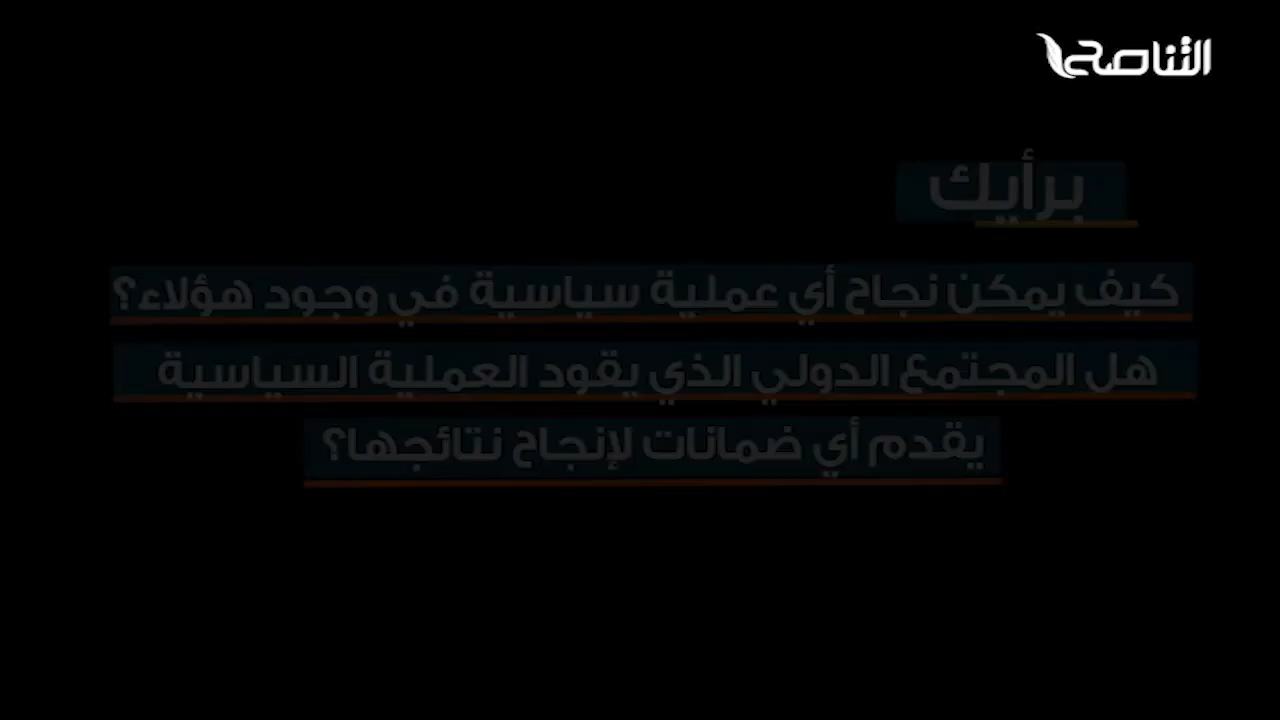 التناصح
برأيك
كيف يمكن نجاح أي عملية سياسية في وجود هؤلاء؟
هل المجتمع الدولي الذي يقود العملية السياسية
يقدم أي ضمانات لإنجاح نتائجها؟